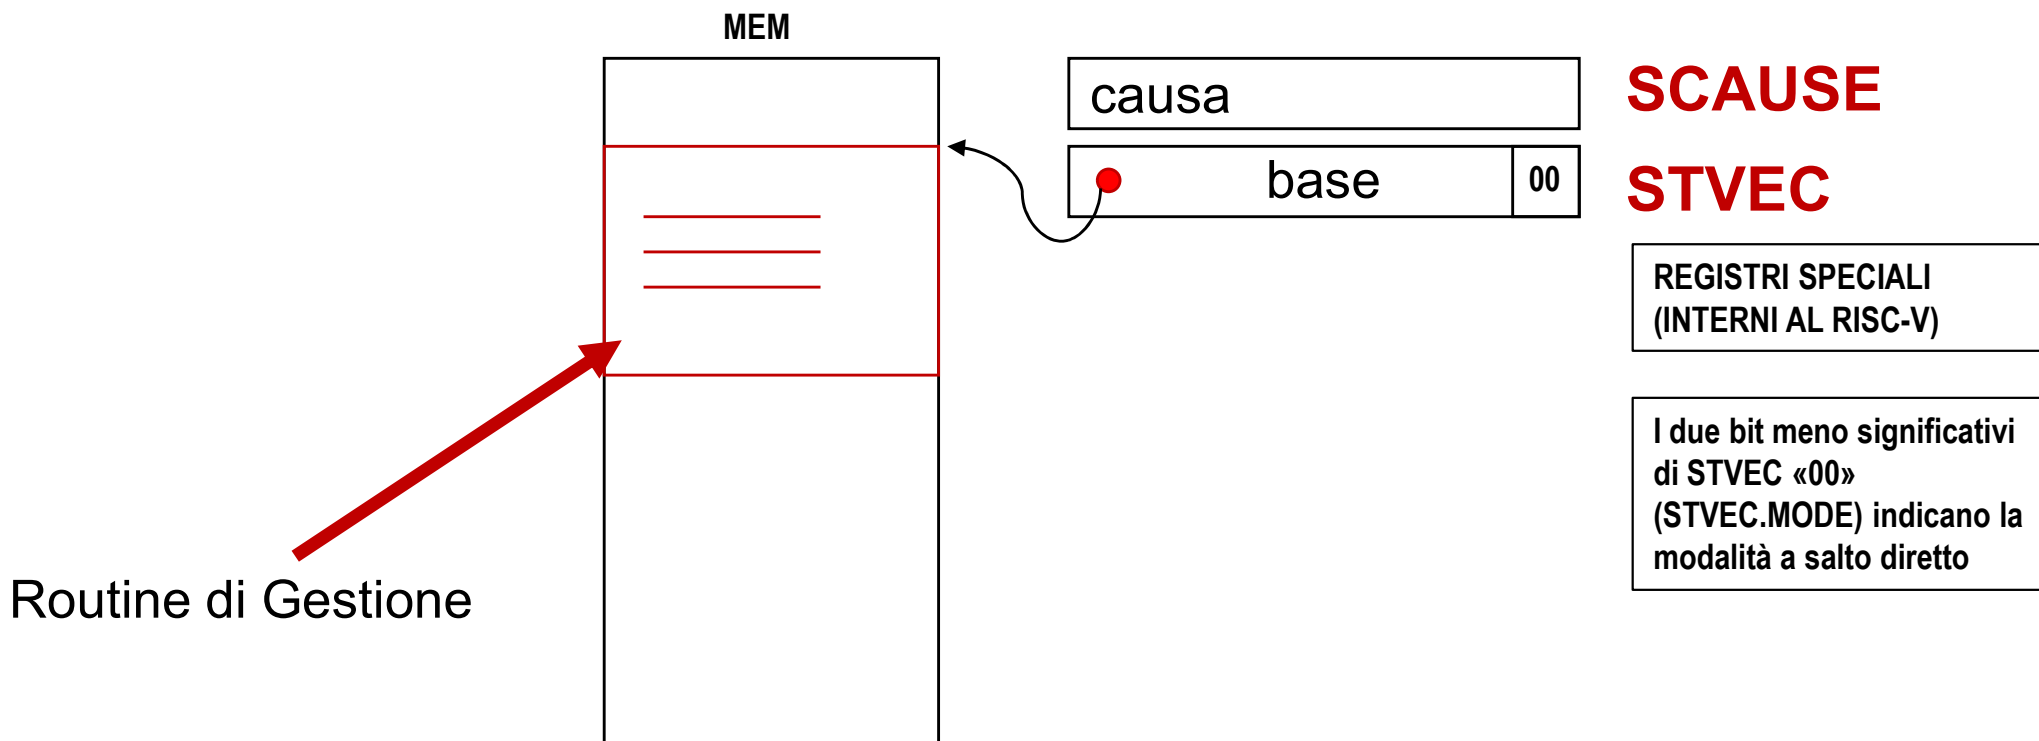 MEM
causa
SCAUSE
base
00
STVEC
REGISTRI SPECIALI
(INTERNI AL RISC-V)
I due bit meno significativi
di STVEC «00»
(STVEC.MODE) indicano la
modalità a salto diretto
Routine di Gestione